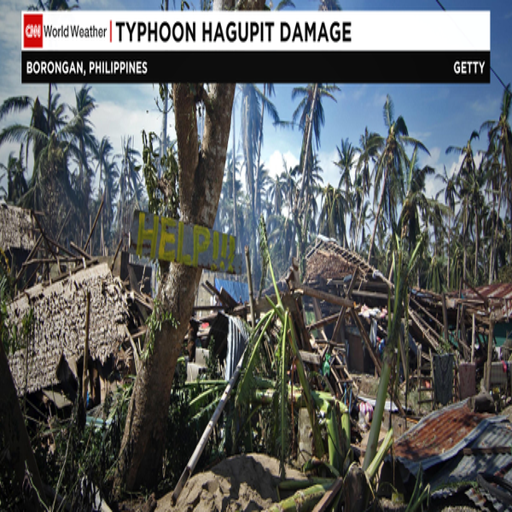 CNN World Weather TYPHOON HAGUPIT DAMAGE
BORONGAN, PHILIPPINES GETTY
HELP!!!